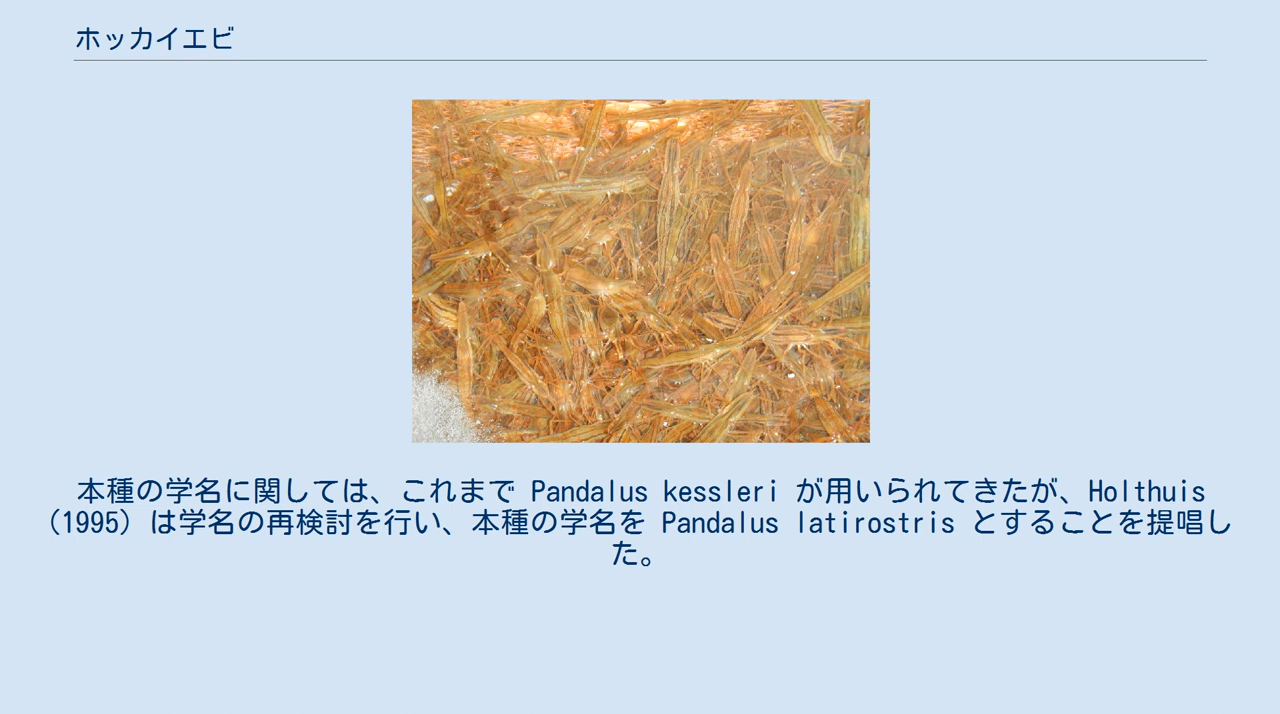 ホッカイエビ
本種の学名に関しては、これまで Pandalus kessleri が用いられてきたが、Holthuis
(1995) は学名の再検討を行い、本種の学名を Pandalus latirostris とすることを提唱し
た。